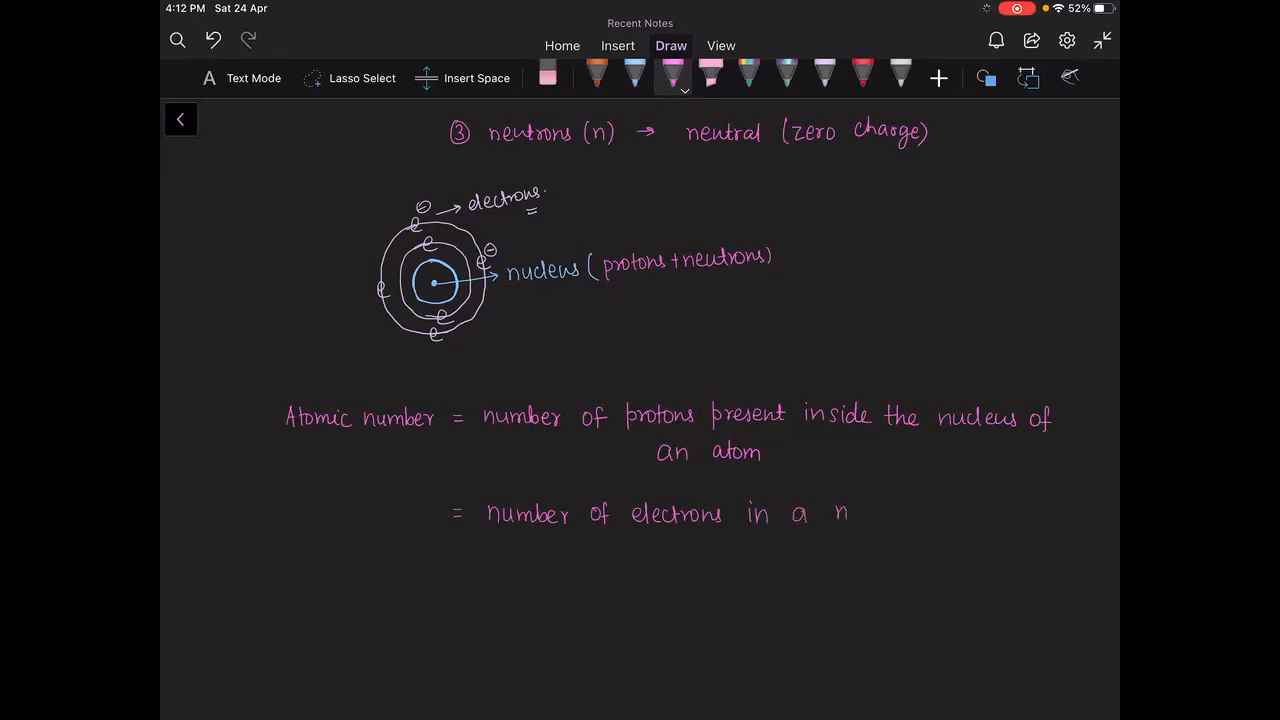 4:12 PM Sat 24 Apr
52%
Recent Notes
Home Insert Draw View
A Text Mode Lasso Select Insert Space
③ neutrons (n) → neutral (zero charge)
⊖ → electrons.
e
e
e ⊖
nucleus (protons + neutrons)
e
e
e
Atomic number = number of protons present inside the nucleus of
an atom
= number of electrons in a n